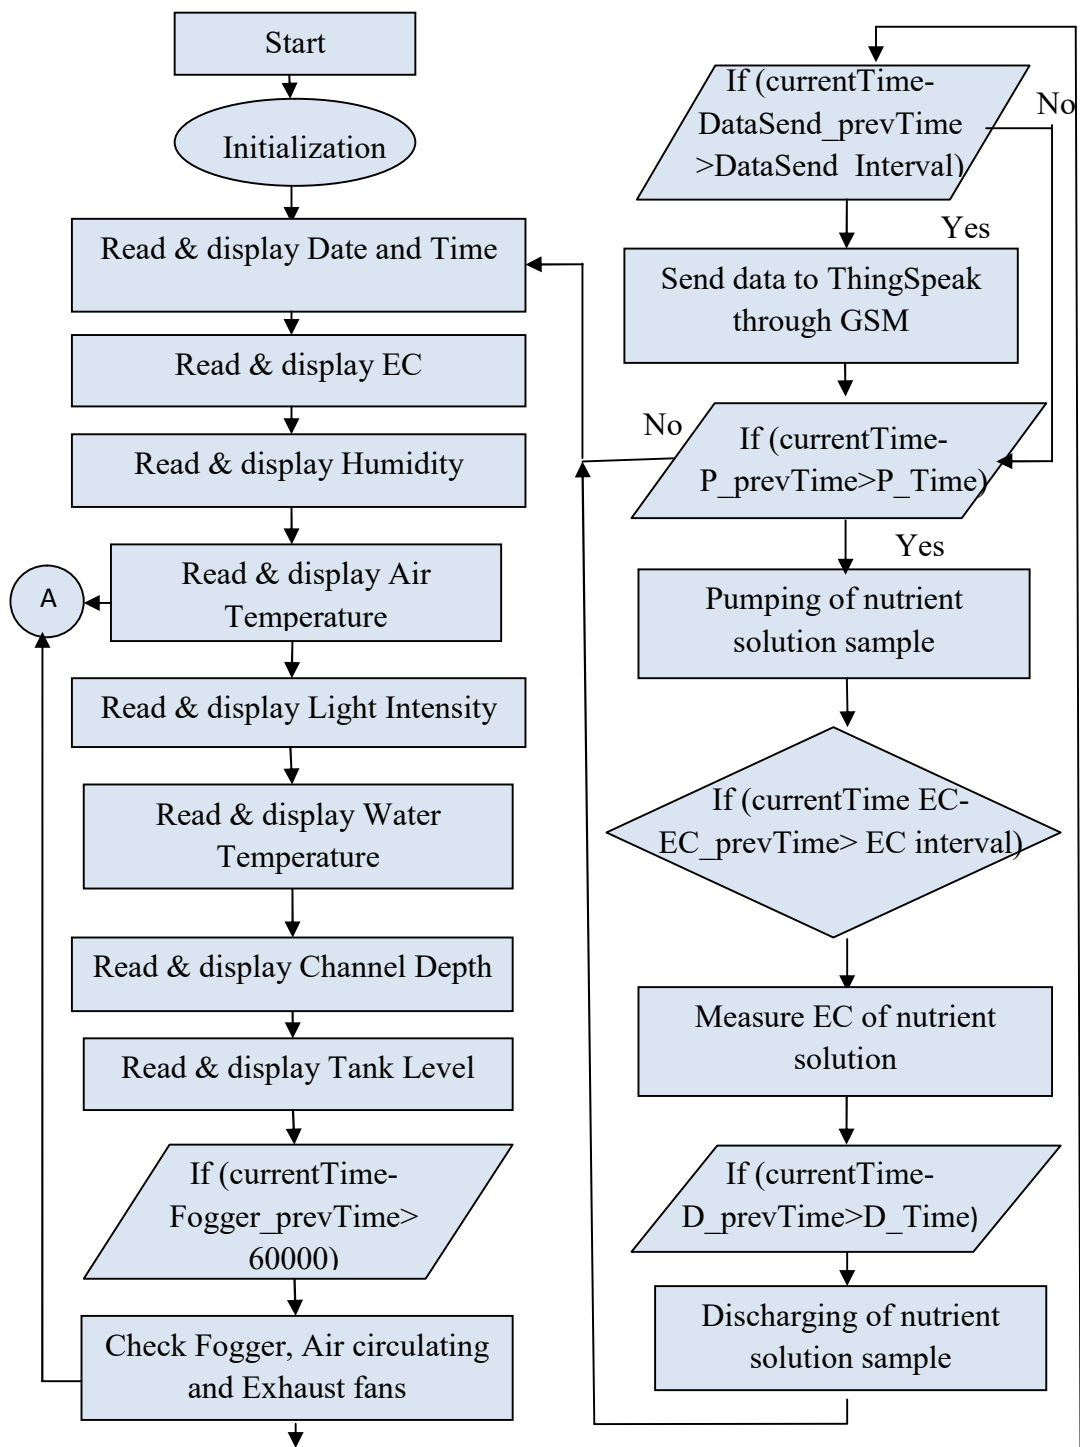 Start
Initialization
Read & display Date and Time
Read & display EC
Read & display Humidity
Read & display Air
Temperature
A
Read & display Light Intensity
Read & display Water
Temperature
Read & display Channel Depth
Read & display Tank Level
If (currentTime-
Fogger_prevTime>
60000)
Check Fogger, Air circulating
and Exhaust fans
If (currentTime-
DataSend_prevTime
>DataSend_Interval)
No
Yes
Send data to ThingSpeak
through GSM
No
If (currentTime-
P_prevTime>P_Time)
Yes
Pumping of nutrient
solution sample
If (currentTime EC-
EC_prevTime> EC interval)
Measure EC of nutrient
solution
If (currentTime-
D_prevTime>D_Time)
Discharging of nutrient
solution sample